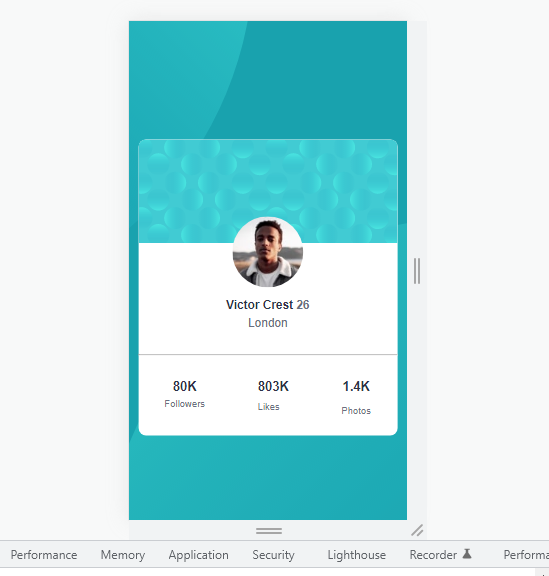 Victor Crest 26
London
80K 803K 1.4K
Followers Likes Photos
Performance Memory Application Security Lighthouse Recorder Performa